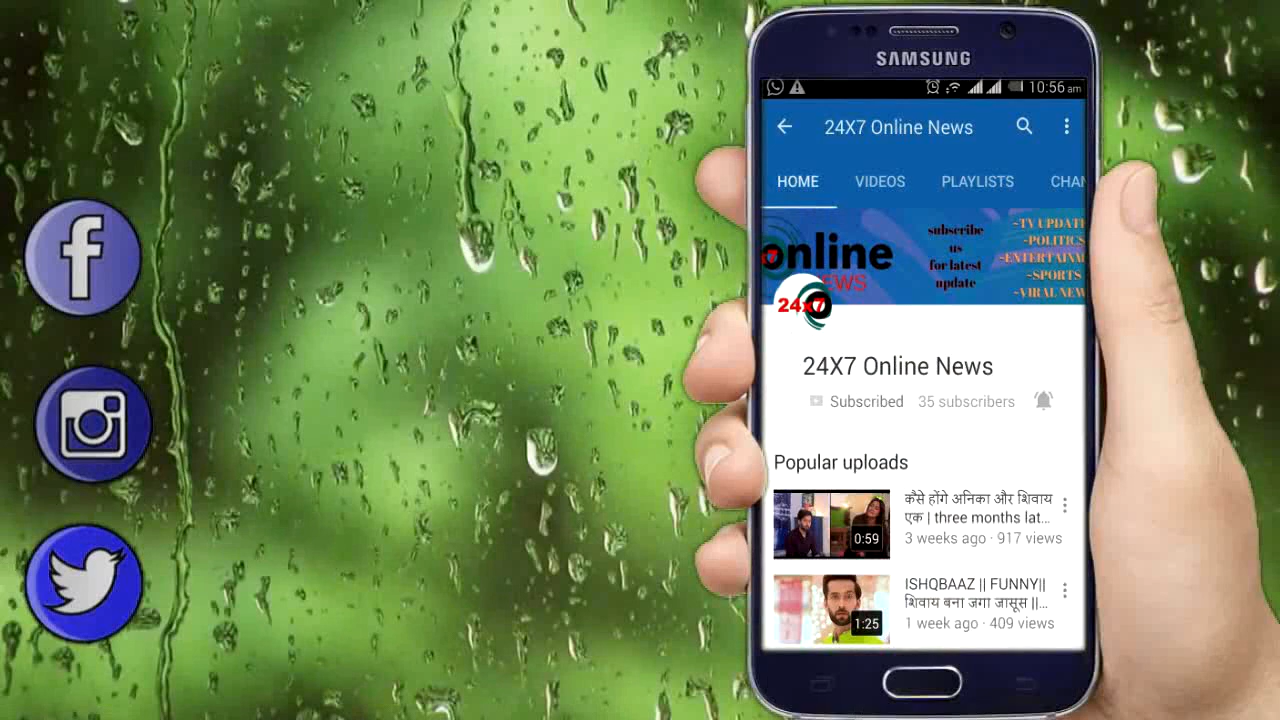 SAMSUNG
10:56 am
24X7 Online News
HOME VIDEOS PLAYLISTS CHAN
online
NEWS
subscribe
us
for latest
update
~TV UPDATE
~POLITICS
~ENTERTAINM
~SPORTS
~VIRAL NEW
24x7
24X7 Online News
Subscribed 35 subscribers
Popular uploads
0:59
कैसे होंगे अनिका और शिवाय
एक | three months lat...
3 weeks ago · 917 views
1:25
ISHQBAAZ || FUNNY||
शिवाय बना जगा जासूस ||...
1 week ago · 409 views